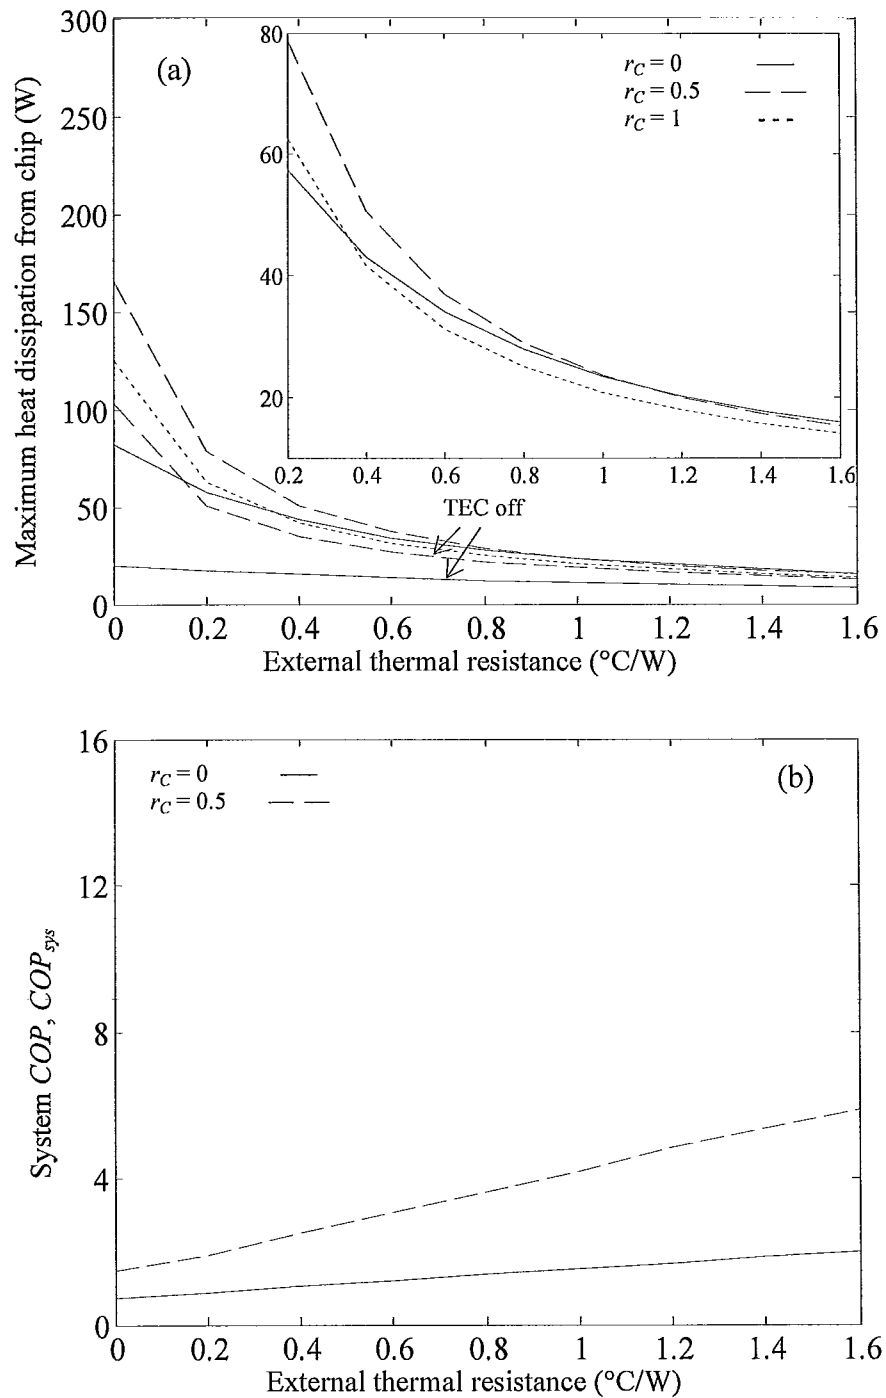 Maximum heat dissipation from chip (W)
300
250
200
150
100
50
0
(a)
80
60
40
20
r_C = 0
r_C = 0.5
r_C = 1
0.2 0.4 0.6 0.8 1 1.2 1.4 1.6
TEC off
0 0.2 0.4 0.6 0.8 1 1.2 1.4 1.6
External thermal resistance (°C/W)
System COP, COP_sys
16
12
8
4
0
r_C = 0
r_C = 0.5
(b)
0 0.2 0.4 0.6 0.8 1 1.2 1.4 1.6
External thermal resistance (°C/W)